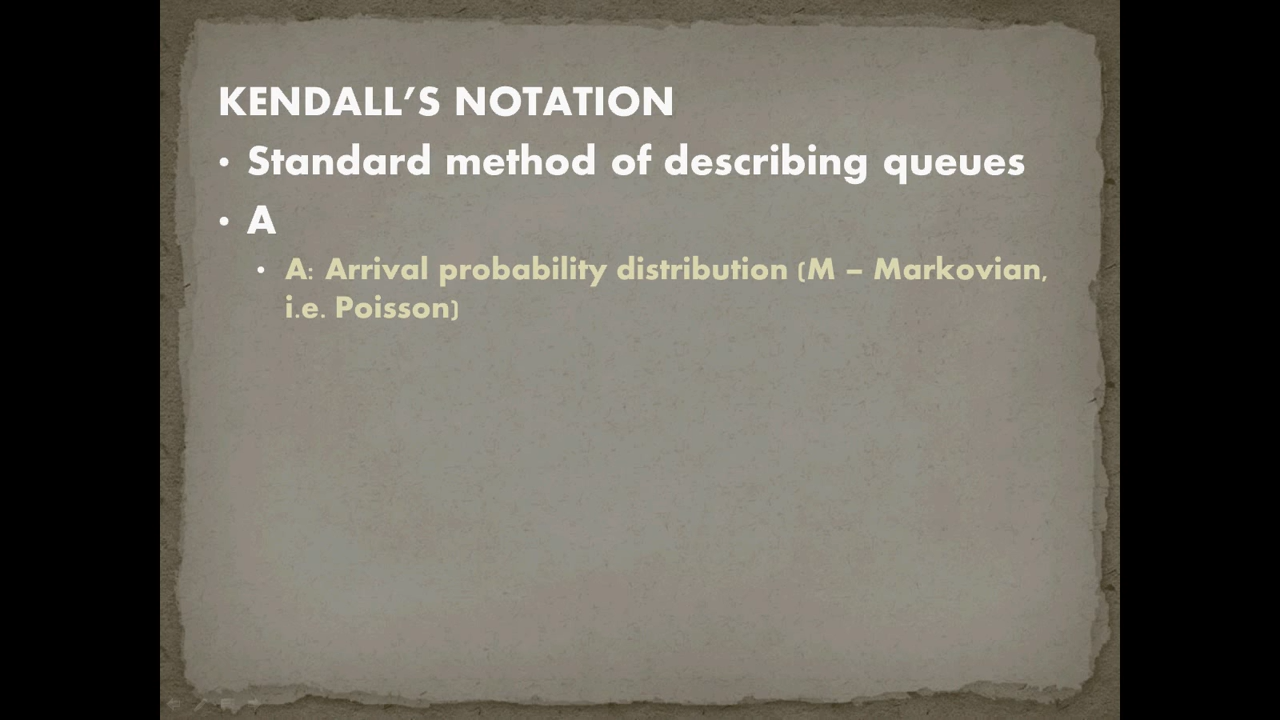 KENDALL’S NOTATION
• Standard method of describing queues
• A
• A: Arrival probability distribution (M – Markovian,
i.e. Poisson)